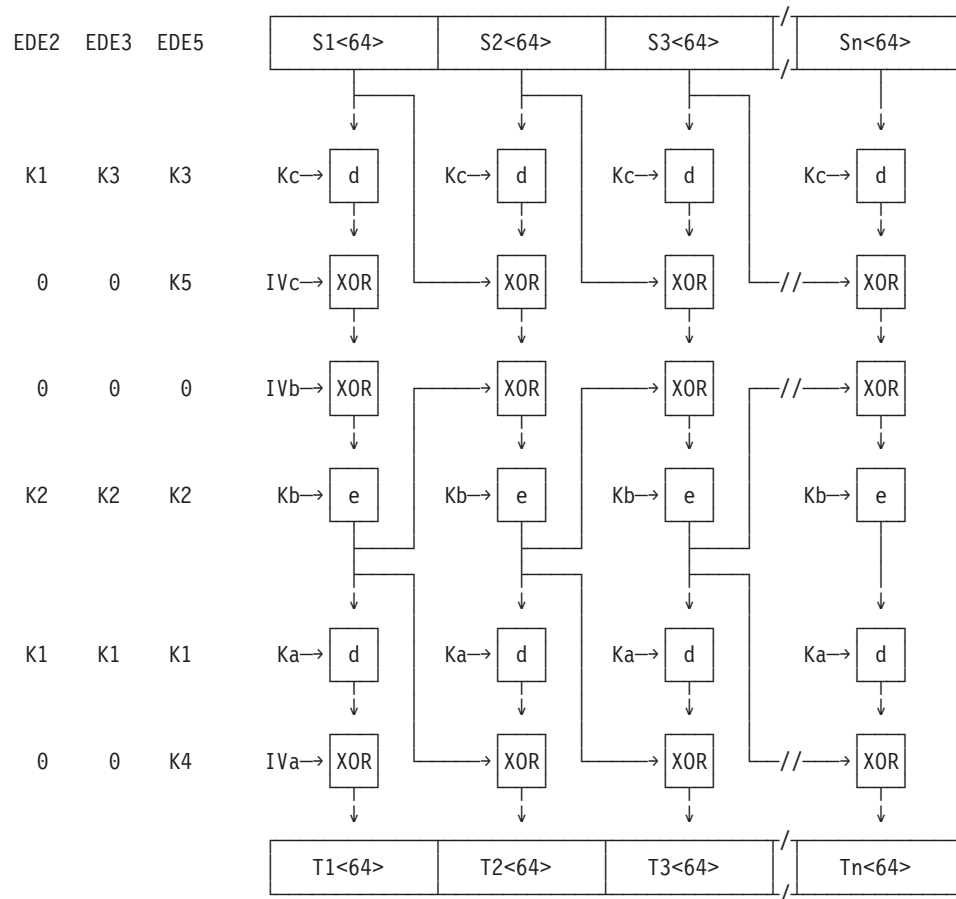 EDE2 EDE3 EDE5 S1<64> S2<64> S3<64> Sn<64>
K1 K3 K3 Kc→ d Kc→ d Kc→ d Kc→ d
0 0 K5 IVc→ XOR XOR XOR // XOR
0 0 0 IVb→ XOR XOR XOR // XOR
K2 K2 K2 Kb→ e Kb→ e Kb→ e Kb→ e
K1 K1 K1 Ka→ d Ka→ d Ka→ d Ka→ d
0 0 K4 IVa→ XOR XOR XOR // XOR
T1<64> T2<64> T3<64> Tn<64>